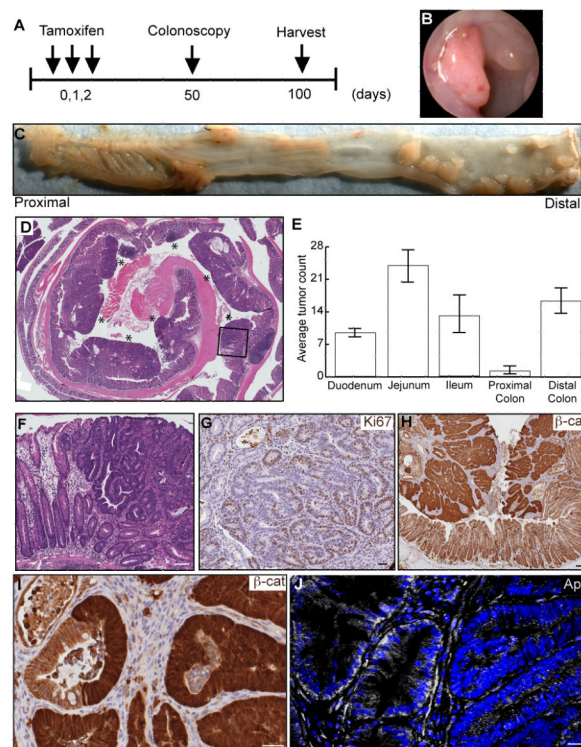 A
Tamoxifen
Colonoscopy
Harvest
0,1,2
50
100
(days)
B
C
Proximal
Distal
D
*
*
*
*
*
*
E
Average tumor count
28
21
14
7
0
Duodenum
Jejunum
Ileum
Proximal
Colon
Distal
Colon
F
G
Ki67
H
β-cat
I
β-cat
J
Ap